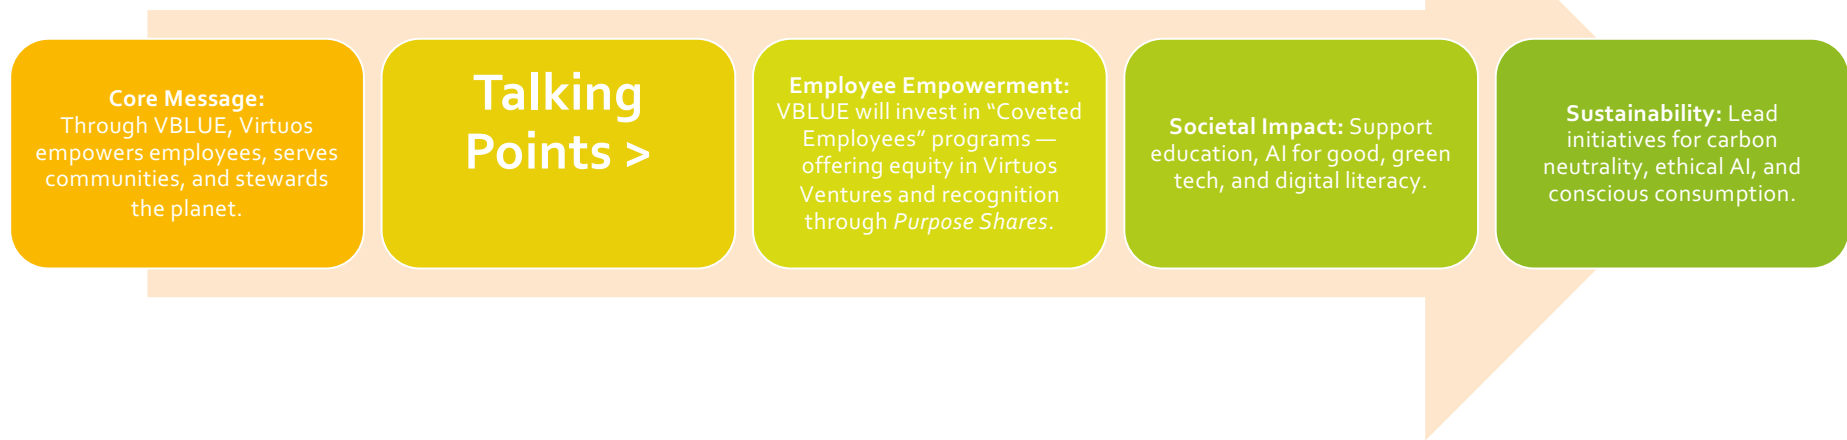 Core Message:
Through VBLUE, Virtuos
empowers employees, serves
communities, and stewards
the planet.
Talking
Points >
Employee Empowerment:
VBLUE will invest in “Coveted
Employees” programs —
offering equity in Virtuos
Ventures and recognition
through Purpose Shares.
Societal Impact: Support
education, AI for good, green
tech, and digital literacy.
Sustainability: Lead
initiatives for carbon
neutrality, ethical AI, and
conscious consumption.